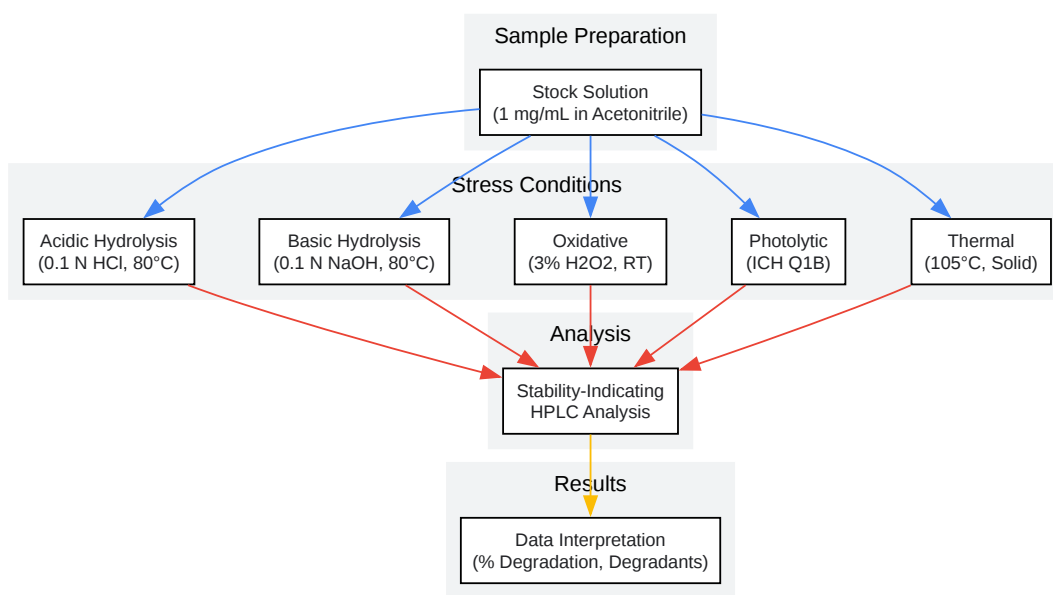 Sample Preparation
Stock Solution
(1 mg/mL in Acetonitrile)
Stress Conditions
Acidic Hydrolysis
(0.1 N HCl, 80°C)
Basic Hydrolysis
(0.1 N NaOH, 80°C)
Oxidative
(3% H2O2, RT)
Photolytic
(ICH Q1B)
Thermal
(105°C, Solid)
Analysis
Stability-Indicating
HPLC Analysis
Results
Data Interpretation
(% Degradation, Degradants)